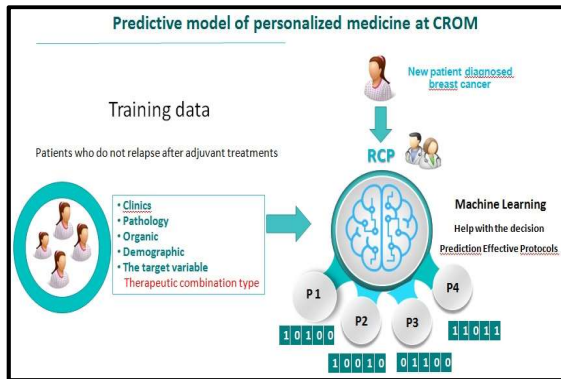 Predictive model of personalized medicine at CROM
New patient diagnosed
breast cancer
Training data
Patients who do not relapse after adjuvant treatments
RCP
• Clinics
• Pathology
• Organic
• Demographic
• The target variable
Therapeutic combination type
Machine Learning
Help with the decision
Prediction Effective Protocols
P 1
P2
P3
P4
1 0 1 0 0
1 0 0 1 0
0 1 1 0 0
1 1 0 1 1